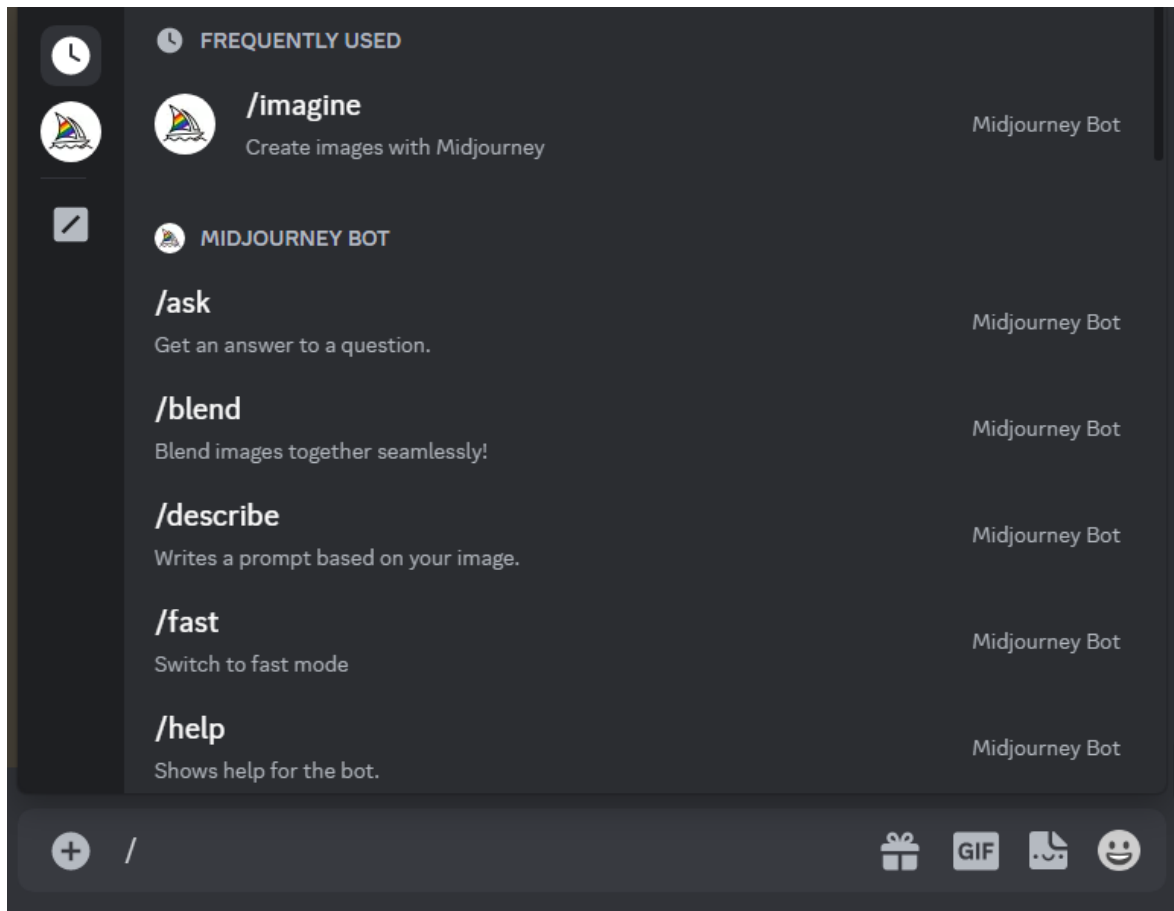 FREQUENTLY USED
/imagine
Create images with Midjourney
Midjourney Bot
MIDJOURNEY BOT
/ask
Get an answer to a question.
Midjourney Bot
/blend
Blend images together seamlessly!
Midjourney Bot
/describe
Writes a prompt based on your image.
Midjourney Bot
/fast
Switch to fast mode
Midjourney Bot
/help
Shows help for the bot.
Midjourney Bot
/
GIF